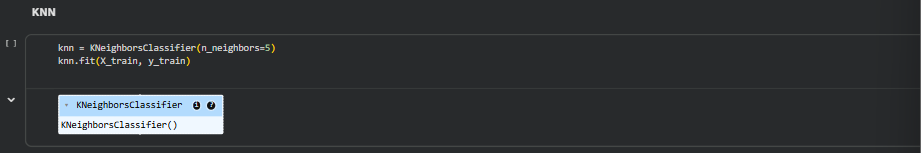 KNN
[ ]
knn = KNeighborsClassifier(n_neighbors=5)
knn.fit(X_train, y_train)
KNeighborsClassifier i ?
KNeighborsClassifier()